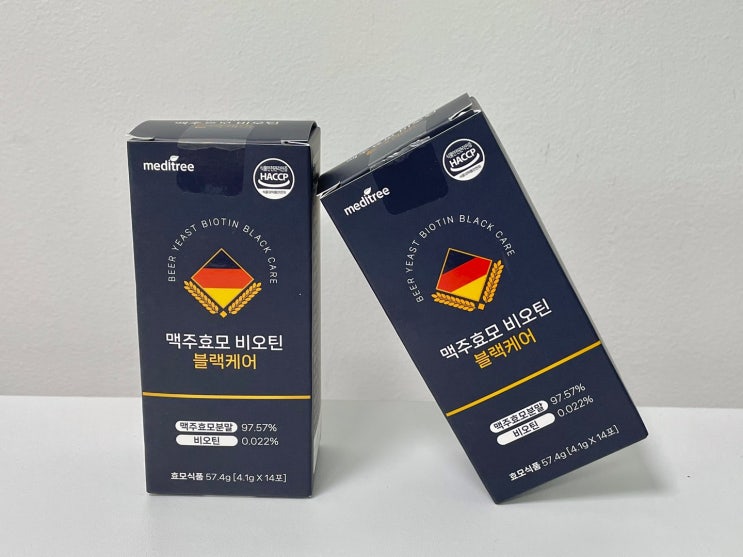 meditree
HACCP
BEER YEAST BIOTIN BLACK CARE
맥주효모 비오틴
블랙케어
맥주효모분말 97.57%
비오틴 0.022%
효모식품 57.4g [4.1g X 14포]
meditree
HACCP
BEER YEAST BIOTIN BLACK CARE
맥주효모 비오틴
블랙케어
맥주효모분말 97.57%
비오틴 0.022%
효모식품 57.4g [4.1g X 14포]